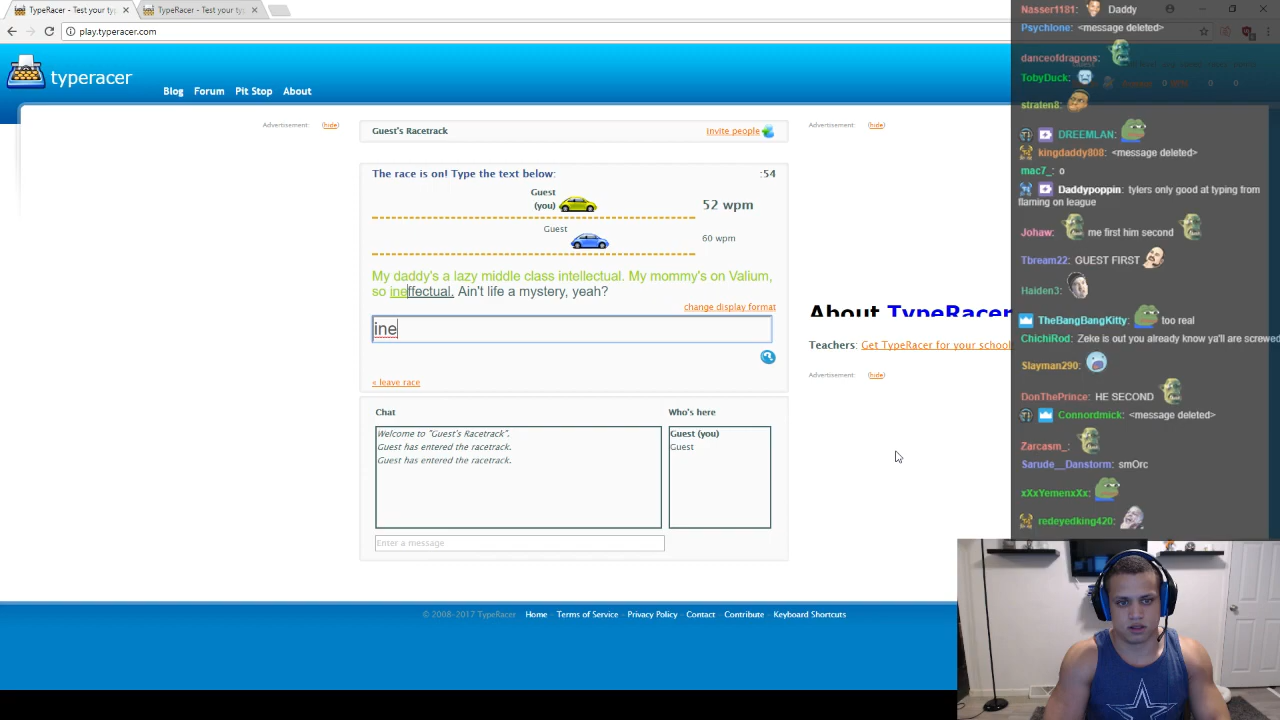 TypeRacer - Test your ty
TypeRacer - Test your typ
play.typeracer.com
typeracer
Blog
Forum
Pit Stop
About
Advertisement:
(hide)
Guest's Racetrack
Invite people
Advertisement:
(hide)
The race is on! Type the text below:
:54
Guest
(you)
52 wpm
Guest
60 wpm
My daddy's a lazy middle class intellectual. My mommy's on Valium,
so ineffectual. Ain't life a mystery, yeah?
change display format
ine
« leave race
About TypeRacer
Teachers: Get TypeRacer for your school
Advertisement:
(hide)
Chat
Who's here
Welcome to "Guest's Racetrack".
Guest has entered the racetrack.
Guest has entered the racetrack.
Guest (you)
Guest
Enter a message
© 2008-2017 TypeRacer - Home - Terms of Service - Privacy Policy - Contact - Contribute - Keyboard Shortcuts
Nasser1181: Daddy
Psychlone: <message deleted>
danceofdragons:
TobyDuck:
straten8:
DREEMLAN:
kingdaddy808: <message deleted>
mac7_: o
Daddypoppin: tylers only good at typing from
flaming on league
Johaw: me first him second
Tbream22: GUEST FIRST
Haiden3:
TheBangBangKitty: too real
ChichiRod: Zeke is out you already know ya'll are screwed
Slayman290:
DonThePrince: HE SECOND
Connordmick: <message deleted>
Zarcasm_:
Sarude__Danstorm: smOrc
xXxYemenxXx:
redeyedking420: